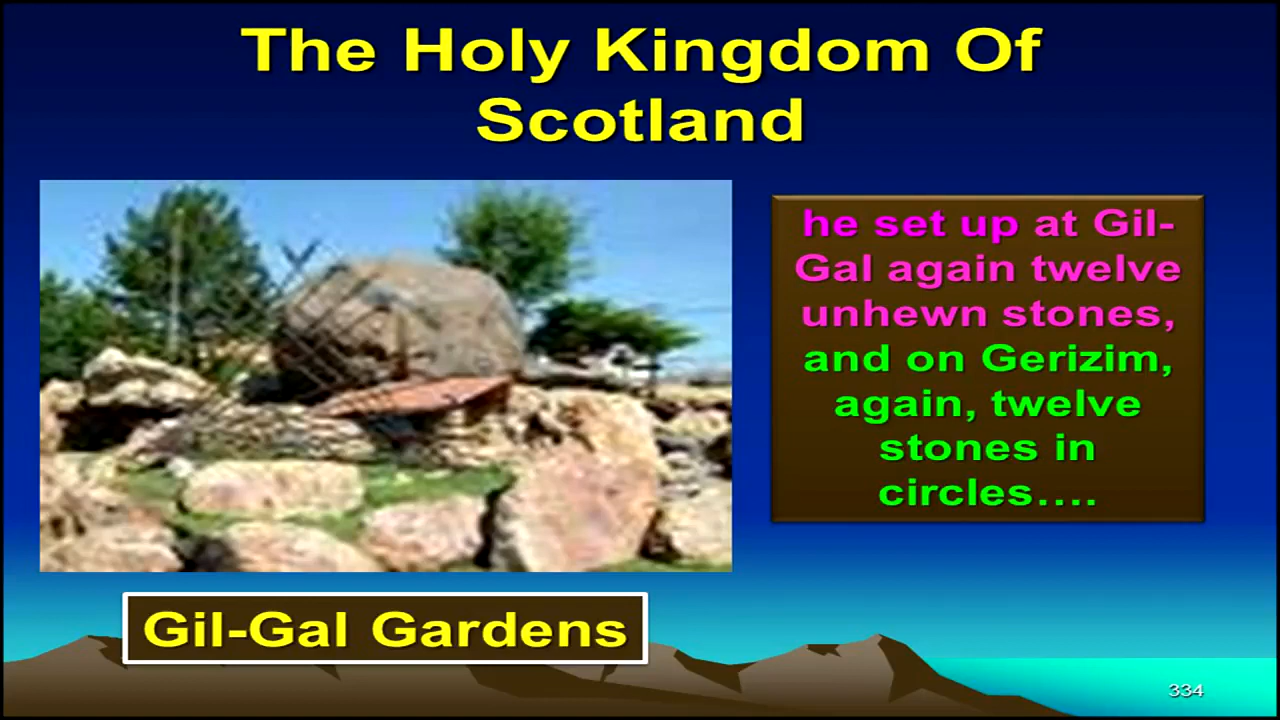 The Holy Kingdom Of
Scotland
he set up at Gil-
Gal again twelve
unhewn stones,
and on Gerizim,
again, twelve
stones in
circles….
Gil-Gal Gardens
334